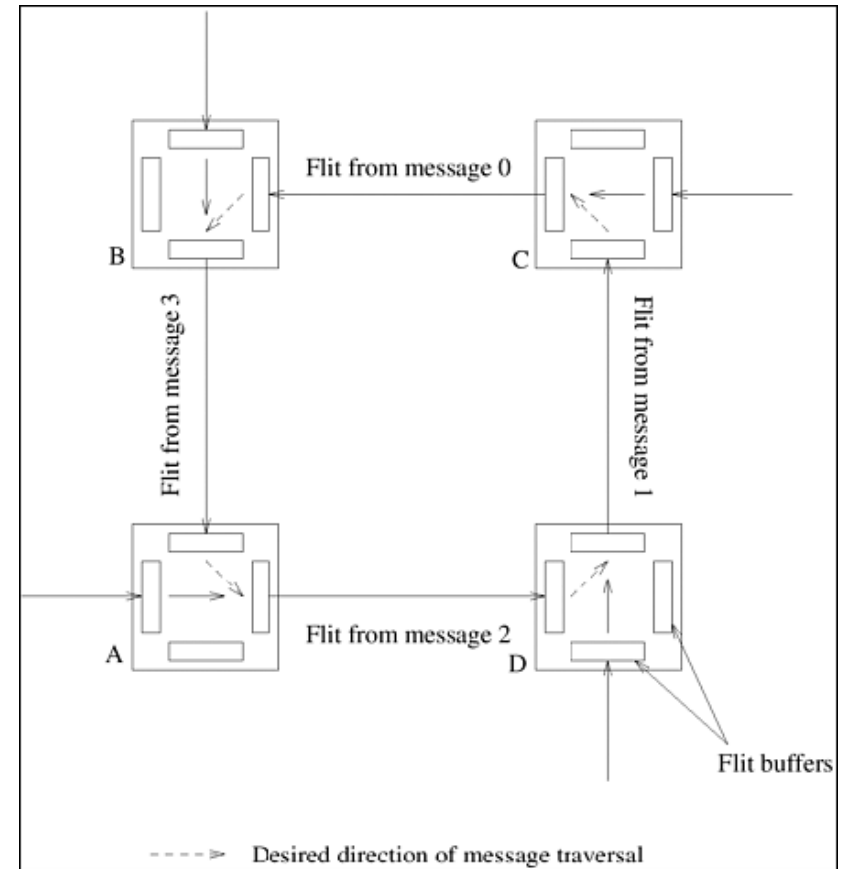 Flit from message 0
B
C
Flit from message 3
Flit from message 1
A
Flit from message 2
D
Flit buffers
Desired direction of message traversal